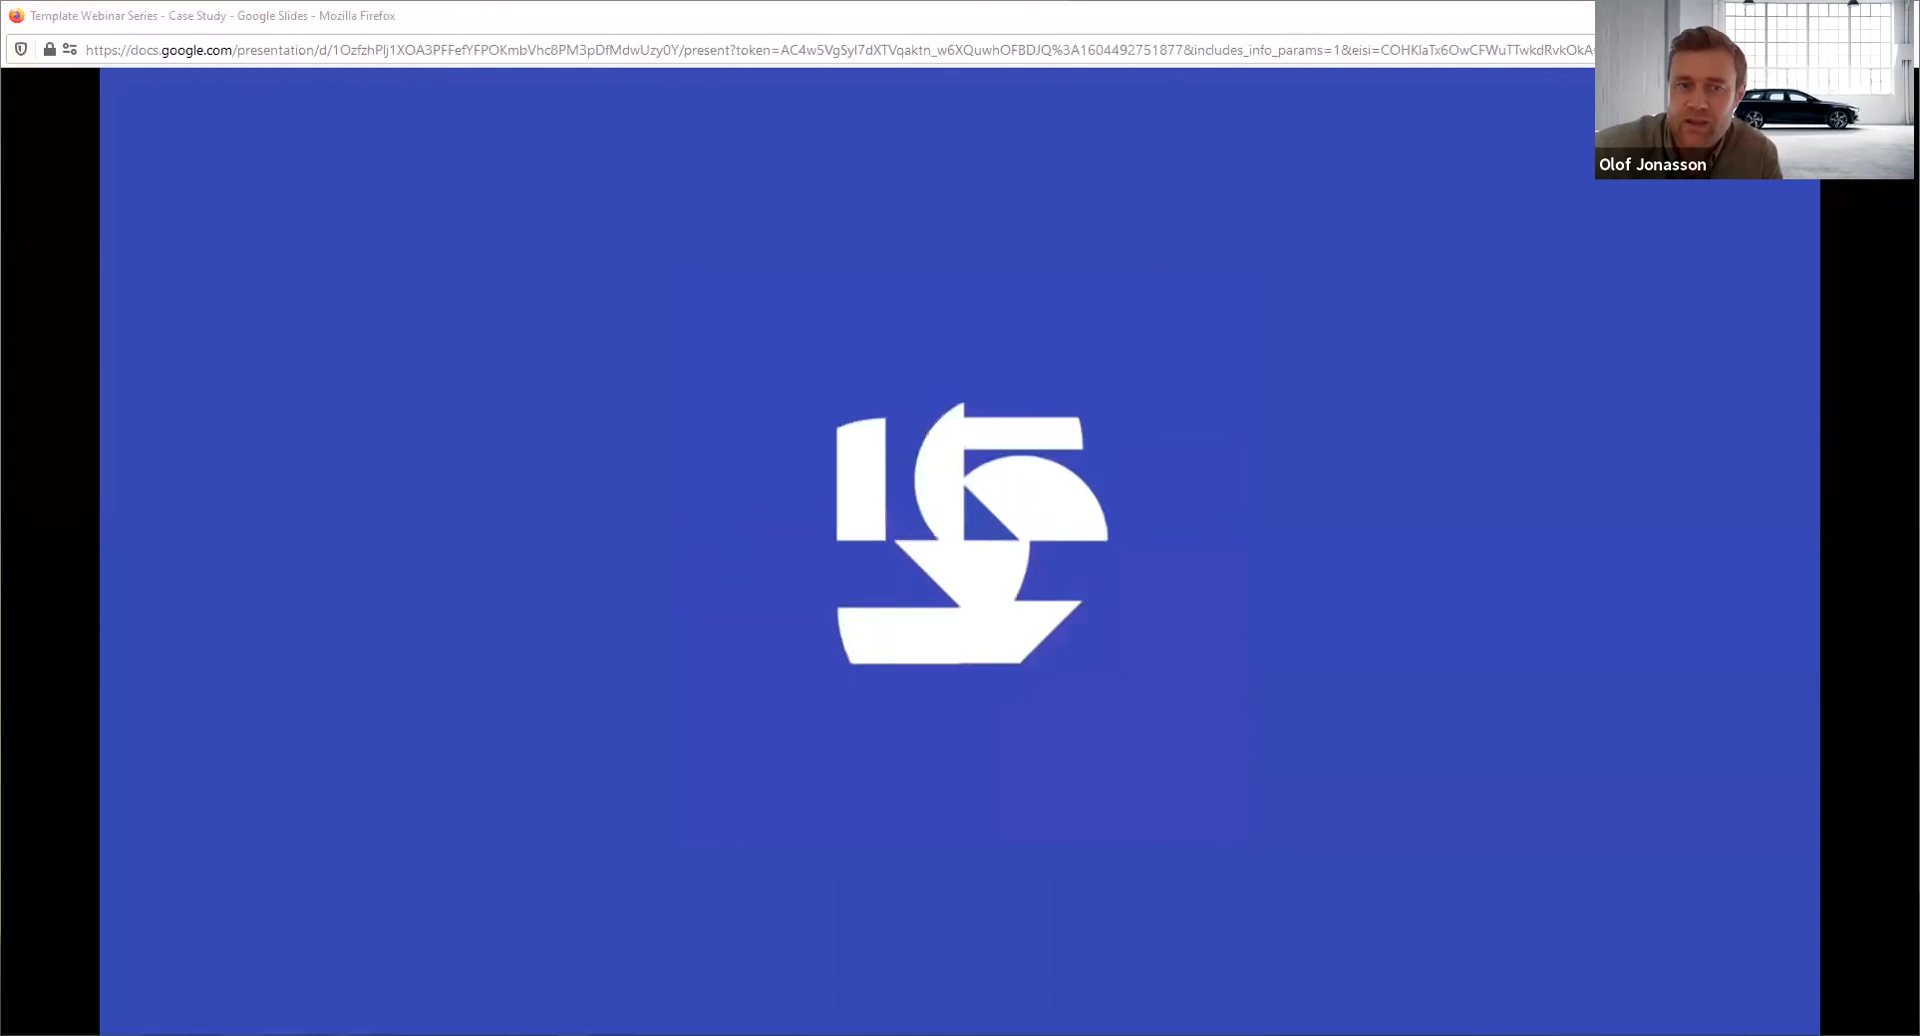 Template Webinar Series - Case Study - Google Slides - Mozilla Firefox
https://docs.google.com/presentation/d/1OzfzhPlj1XOA3PFFefYFPOKmbVhc8PM3pDfMdwUzy0Y/present?token=AC4w5VgSyI7dXTVqaktn_w6XQuwhOFBDJQ%3A1604492751877&includes_info_params=1&eisi=COHKlaTx6OwCFWuTTwkdRvkOkA
Olof Jonasson